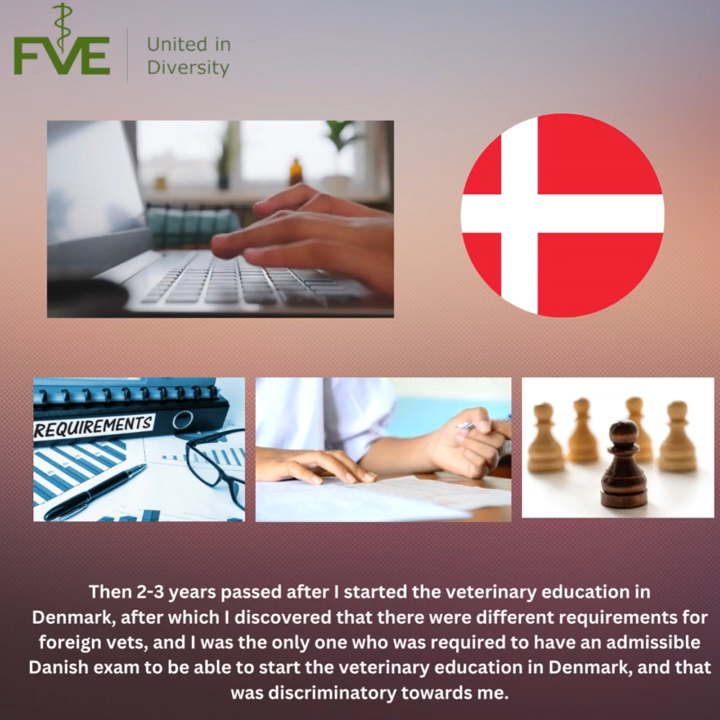 FVE
United in
Diversity
REQUIREMENTS
Then 2-3 years passed after I started the veterinary education in
Denmark, after which I discovered that there were different requirements for
foreign vets, and I was the only one who was required to have an admissible
Danish exam to be able to start the veterinary education in Denmark, and that
was discriminatory towards me.